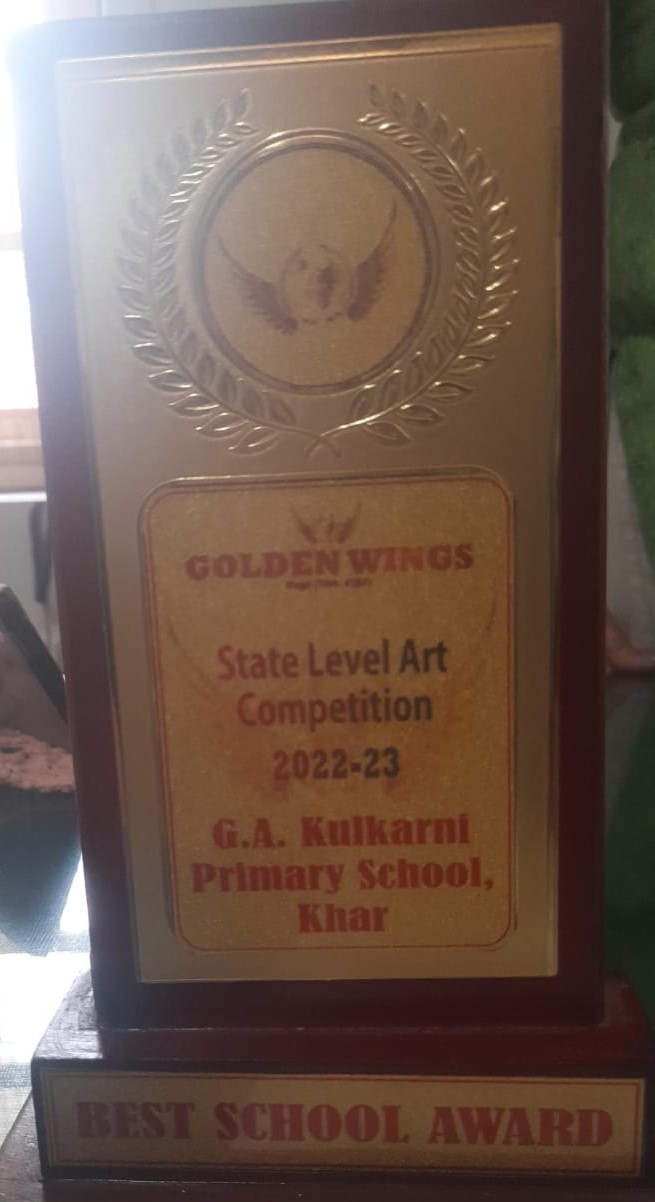 GOLDEN WINGS
State Level Art
Competition
2022-23
G.A. Kulkarni
Primary School,
Khar
BEST SCHOOL AWARD